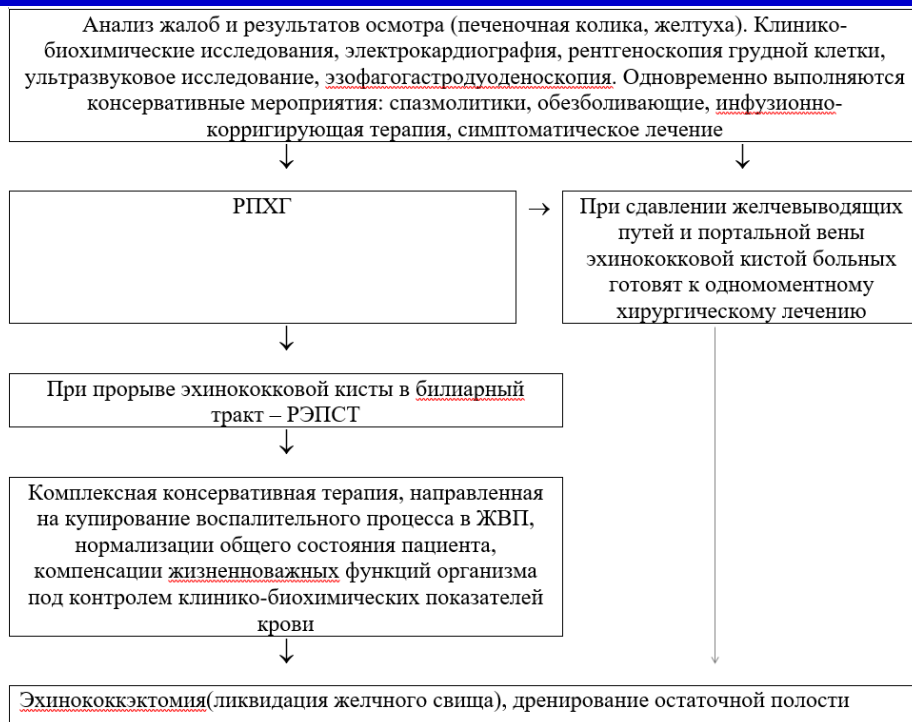 Анализ жалоб и результатов осмотра (печеночная колика, желтуха). Клинико-
биохимические исследования, электрокардиография, рентгеноскопия грудной клетки,
ультразвуковое исследование, эзофагогастродуоденоскопия. Одновременно выполняются
консервативные мероприятия: спазмолитики, обезболивающие, инфузионно-
корригирующая терапия, симптоматическое лечение
РПХГ
При сдавлении желчевыводящих
путей и портальной вены
эхинококковой кистой больных
готовят к одномоментному
хирургическому лечению
При прорыве эхинококковой кисты в билиарный
тракт – РЭПСТ
Комплексная консервативная терапия, направленная
на купирование воспалительного процесса в ЖВП,
нормализации общего состояния пациента,
компенсации жизненноважных функций организма
под контролем клинико-биохимических показателей
крови
Эхинококкэктомия(ликвидация желчного свища), дренирование остаточной полости